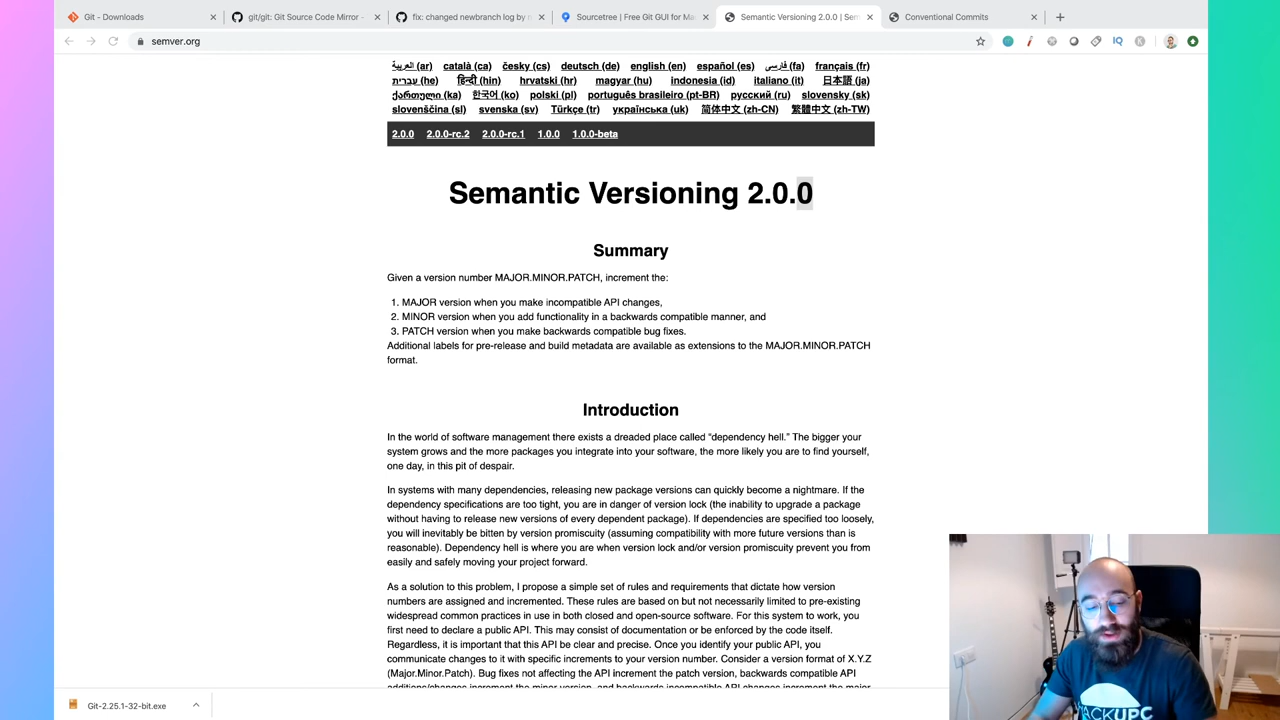 Git - Downloads
git/git: Git Source Code Mirror -
fix: changed newbranch log by n
Sourcetree | Free Git GUI for Ma
Semantic Versioning 2.0.0 | Sem
Conventional Commits
semver.org
IQ
K
العربية (ar) català (ca) česky (cs) deutsch (de) english (en) español (es) فارسی (fa) français (fr)
עברית (he) हिन्दी (hin) hrvatski (hr) magyar (hu) indonesia (id) italiano (it) 日本語 (ja)
ქართული (ka) 한국어 (ko) polski (pl) português brasileiro (pt-BR) русский (ru) slovensky (sk)
slovenščina (sl) svenska (sv) Türkçe (tr) українська (uk) 简体中文 (zh-CN) 繁體中文 (zh-TW)
2.0.0 2.0.0-rc.2 2.0.0-rc.1 1.0.0 1.0.0-beta
Semantic Versioning 2.0.0
Summary
Given a version number MAJOR.MINOR.PATCH, increment the:
1. MAJOR version when you make incompatible API changes,
2. MINOR version when you add functionality in a backwards compatible manner, and
3. PATCH version when you make backwards compatible bug fixes.
Additional labels for pre-release and build metadata are available as extensions to the MAJOR.MINOR.PATCH
format.
Introduction
In the world of software management there exists a dreaded place called “dependency hell.” The bigger your
system grows and the more packages you integrate into your software, the more likely you are to find yourself,
one day, in this pit of despair.
In systems with many dependencies, releasing new package versions can quickly become a nightmare. If the
dependency specifications are too tight, you are in danger of version lock (the inability to upgrade a package
without having to release new versions of every dependent package). If dependencies are specified too loosely,
you will inevitably be bitten by version promiscuity (assuming compatibility with more future versions than is
reasonable). Dependency hell is where you are when version lock and/or version promiscuity prevent you from
easily and safely moving your project forward.
As a solution to this problem, I propose a simple set of rules and requirements that dictate how version
numbers are assigned and incremented. These rules are based on but not necessarily limited to pre-existing
widespread common practices in use in both closed and open-source software. For this system to work, you
first need to declare a public API. This may consist of documentation or be enforced by the code itself.
Regardless, it is important that this API be clear and precise. Once you identify your public API, you
communicate changes to it with specific increments to your version number. Consider a version format of X.Y.Z
(Major.Minor.Patch). Bug fixes not affecting the API increment the patch version, backwards compatible API
additions/changes increment the minor version, and backwards incompatible API changes increment the major
Git-2.25.1-32-bit.exe
HACKUPC